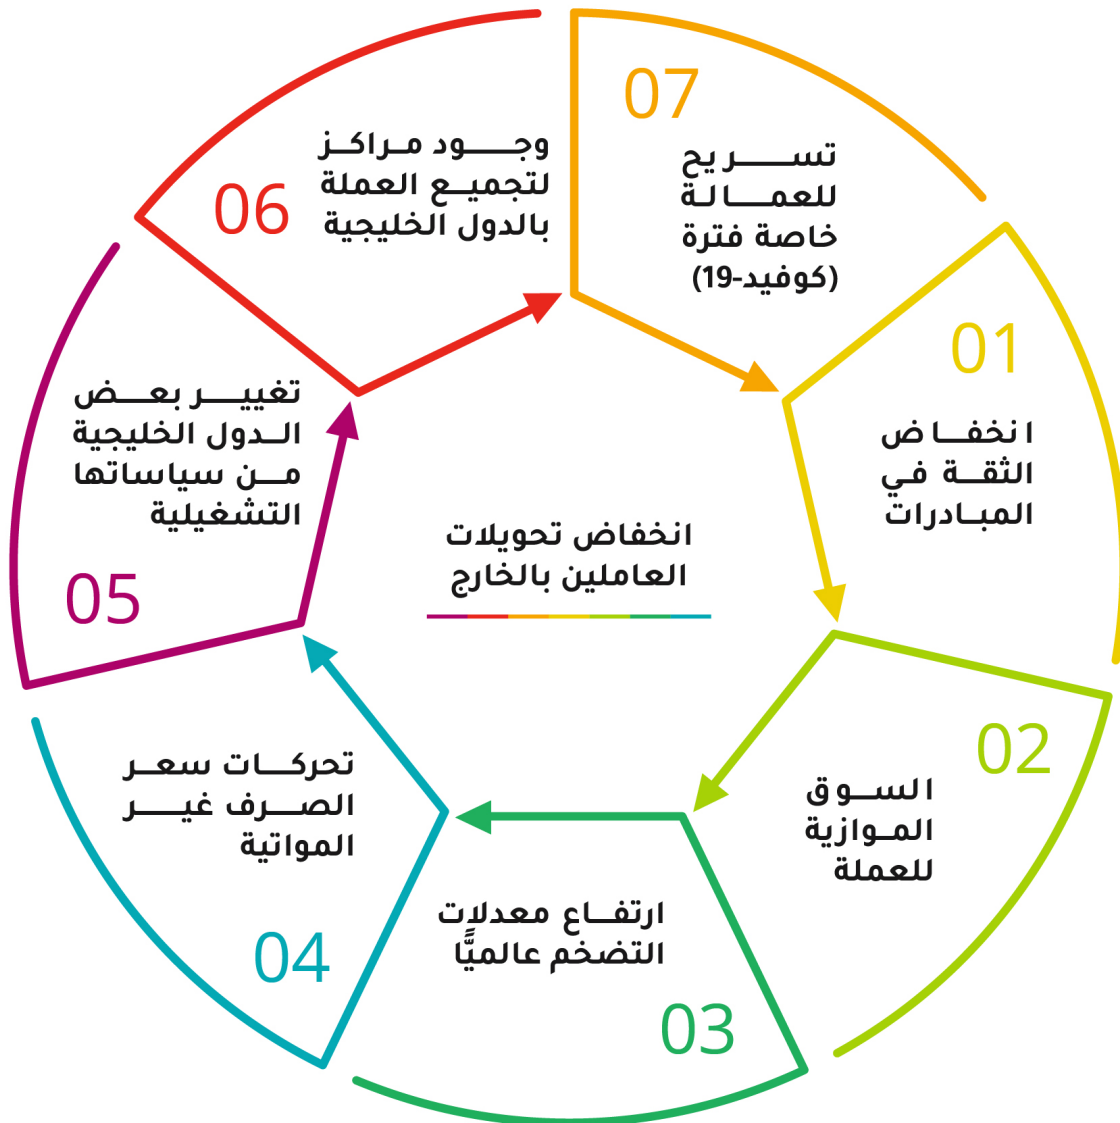 انخفاض تحويلات
العاملين بالخارج
01
انخفاض
الثقة في
المبادرات
02
السوق
الموازية
للعملة
03
ارتفاع معدلات
التضخم عالميًّا
04
تحركات سعر
الصرف غير
المواتية
05
تغيير بعض
الدول الخليجية
من سياساتها
التشغيلية
06
وجود مراكز
لتجميع العملة
بالدول الخليجية
07
تسريح
للعمالة
خاصة فترة
(كوفيد-19)